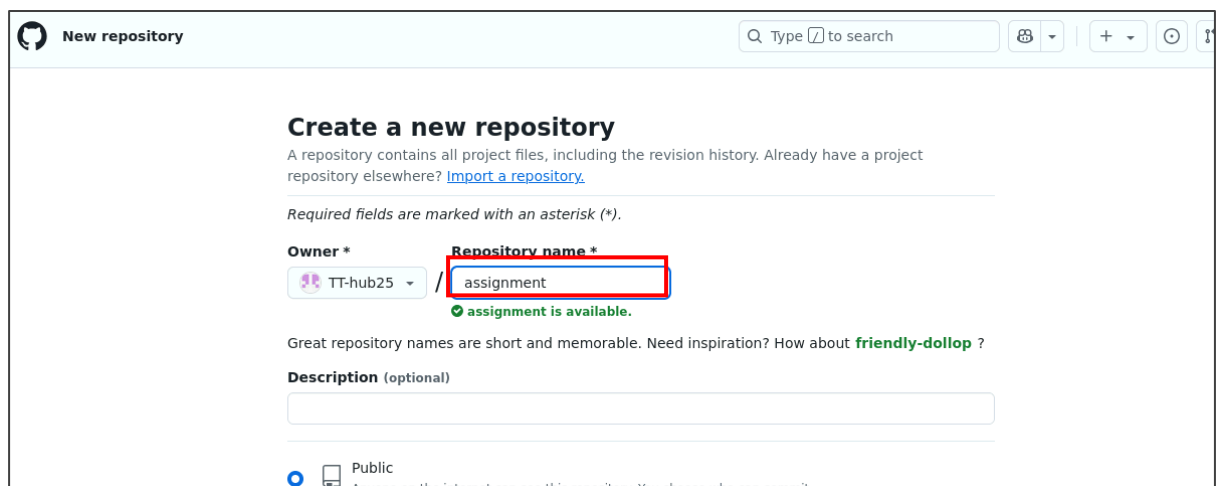 New repository
Type / to search
Create a new repository
A repository contains all project files, including the revision history. Already have a project
repository elsewhere? Import a repository.
Required fields are marked with an asterisk (*).
Owner *
Repository name *
TT-hub25
/
assignment
assignment is available.
Great repository names are short and memorable. Need inspiration? How about friendly-dollop ?
Description (optional)
Public